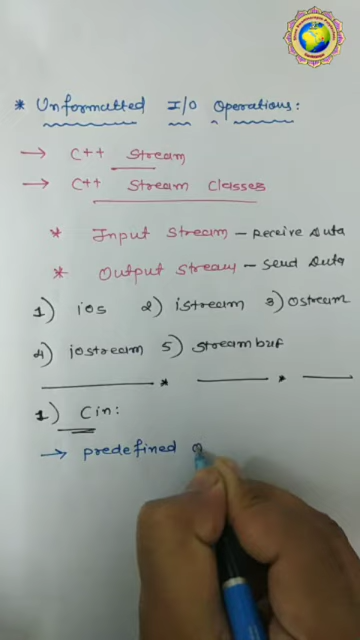 * Unformatted I/O Operations:
→ C++ Stream
→ C++ Stream Classes
* Input Stream - Receive Data
* Output Stream - Send Data
1) ios 2) istream 3) ostream
4) iostream 5) streambuf
1) Cin:
→ predefined